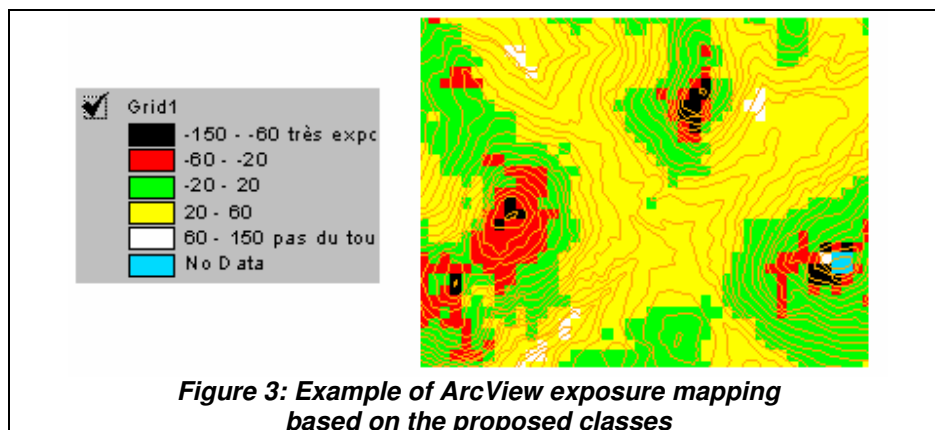 Grid1
-150 - -60 très expo
-60 - -20
-20 - 20
20 - 60
60 - 150 pas du tou
No Data
Figure 3: Example of ArcView exposure mapping
based on the proposed classes